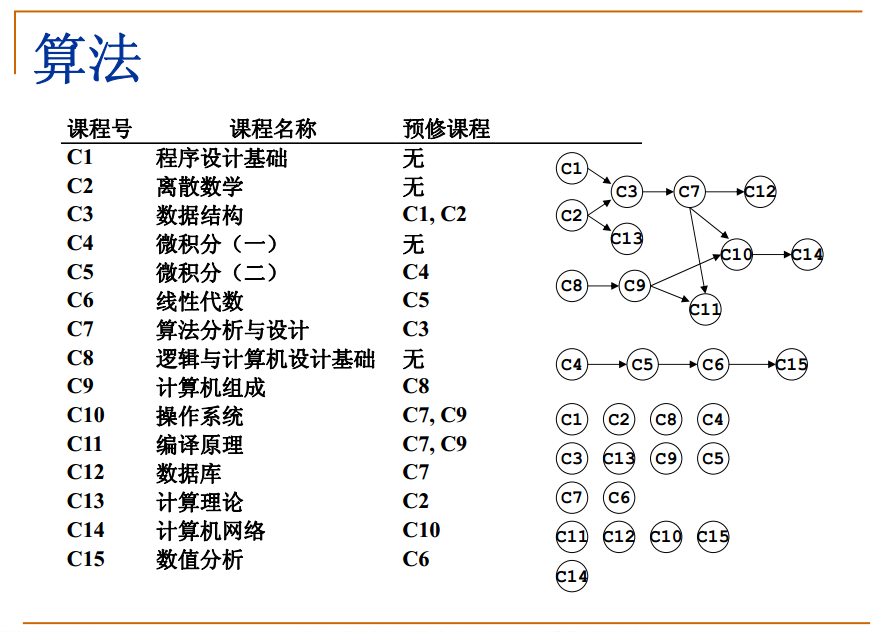 算法
课程号 课程名称 预修课程
C1 程序设计基础 无
C2 离散数学 无
C3 数据结构 C1, C2
C4 微积分（一） 无
C5 微积分（二） C4
C6 线性代数 C5
C7 算法分析与设计 C3
C8 逻辑与计算机设计基础 无
C9 计算机组成 C8
C10 操作系统 C7, C9
C11 编译原理 C7, C9
C12 数据库 C7
C13 计算理论 C2
C14 计算机网络 C10
C15 数值分析 C6
C1
C3 C7 C12
C2
C13
C10 C14
C8 C9
C11
C4 C5 C6 C15
C1 C2 C8 C4
C3 C13 C9 C5
C7 C6
C11 C12 C10 C15
C14